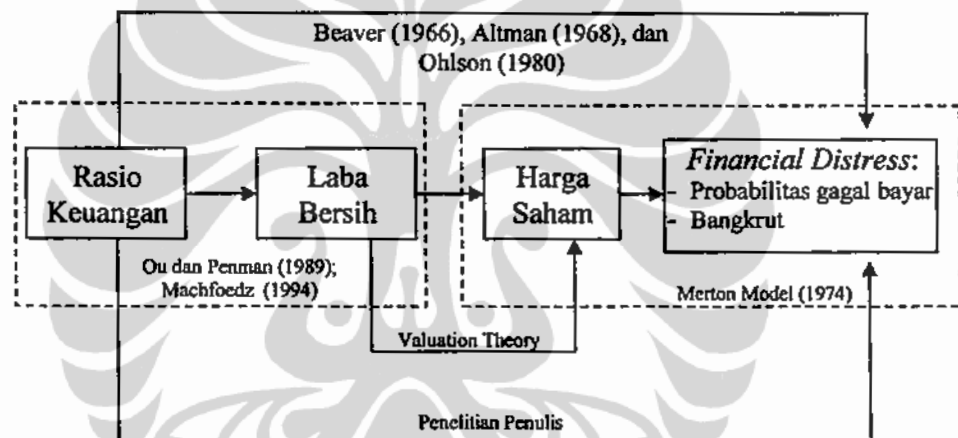 Beaver (1966), Altman (1968), dan
Ohlson (1980)
Rasio
Keuangan
Laba
Bersih
Harga
Saham
Financial Distress:
- Probabilitas gagal bayar
- Bangkrut
Ou dan Penman (1989);
Machfoedz (1994)
Merton Model (1974)
Valuation Theory
Penelitian Penulis